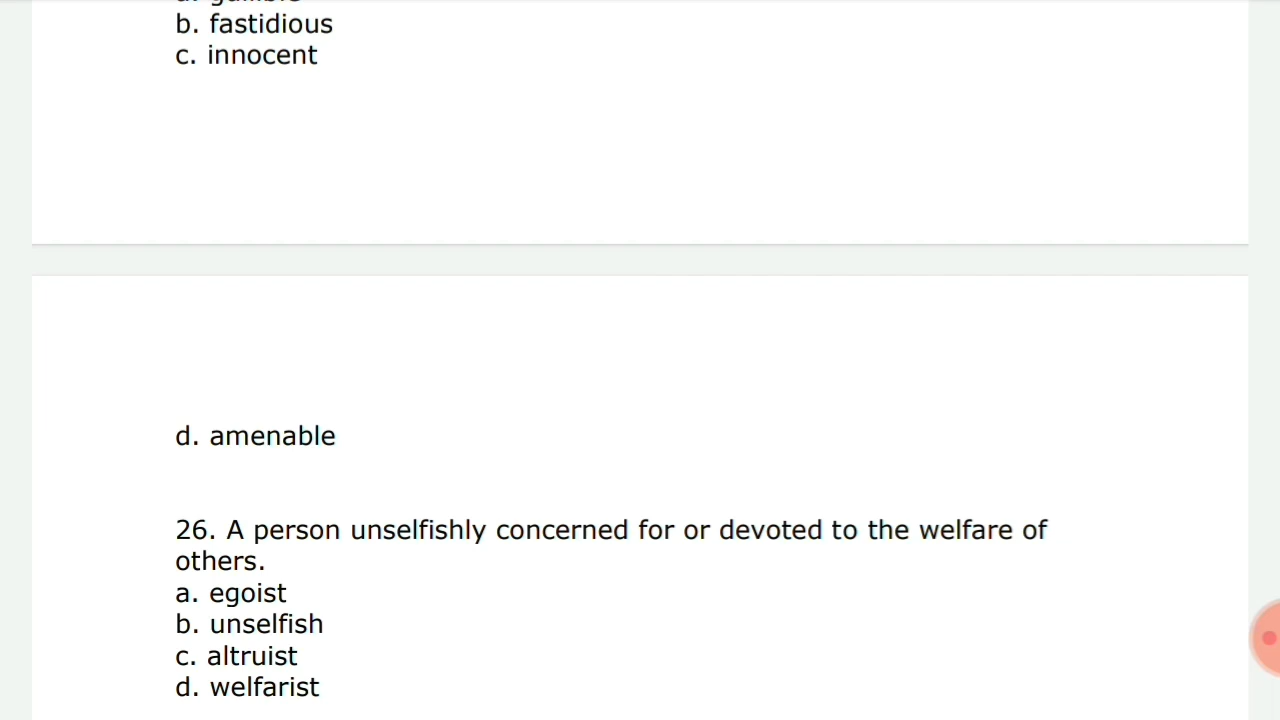 b. fastidious
c. innocent
d. amenable
26. A person unselfishly concerned for or devoted to the welfare of
others.
a. egoist
b. unselfish
c. altruist
d. welfarist